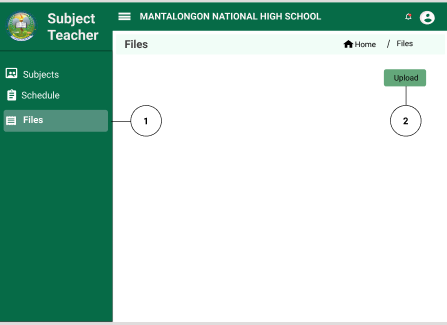 Subject
Teacher
MANTALONGON NATIONAL HIGH SCHOOL
Files
Home / Files
Subjects
Schedule
Files
Upload
1
2